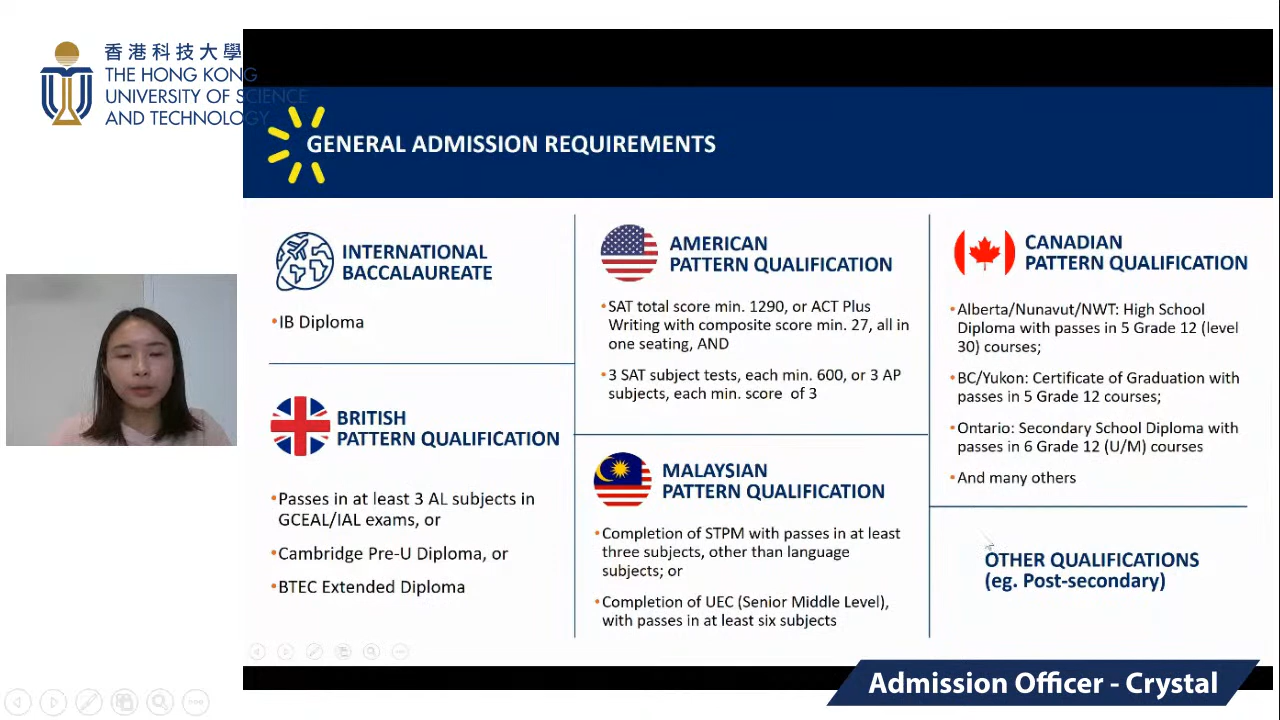 香港科技大學
THE HONG KONG
UNIVERSITY OF SCIENCE
AND TECHNOLOGY
GENERAL ADMISSION REQUIREMENTS
INTERNATIONAL
BACCALAUREATE
•IB Diploma
BRITISH
PATTERN QUALIFICATION
•Passes in at least 3 AL subjects in
GCEAL/IAL exams, or
•Cambridge Pre-U Diploma, or
•BTEC Extended Diploma
AMERICAN
PATTERN QUALIFICATION
•SAT total score min. 1290, or ACT Plus
Writing with composite score min. 27, all in
one seating, AND
•3 SAT subject tests, each min. 600, or 3 AP
subjects, each min. score of 3
MALAYSIAN
PATTERN QUALIFICATION
•Completion of STPM with passes in at least
three subjects, other than language
subjects; or
•Completion of UEC (Senior Middle Level),
with passes in at least six subjects
CANADIAN
PATTERN QUALIFICATION
•Alberta/Nunavut/NWT: High School
Diploma with passes in 5 Grade 12 (level
30) courses;
•BC/Yukon: Certificate of Graduation with
passes in 5 Grade 12 courses;
•Ontario: Secondary School Diploma with
passes in 6 Grade 12 (U/M) courses
•And many others
OTHER QUALIFICATIONS
(eg. Post-secondary)
Admission Officer - Crystal